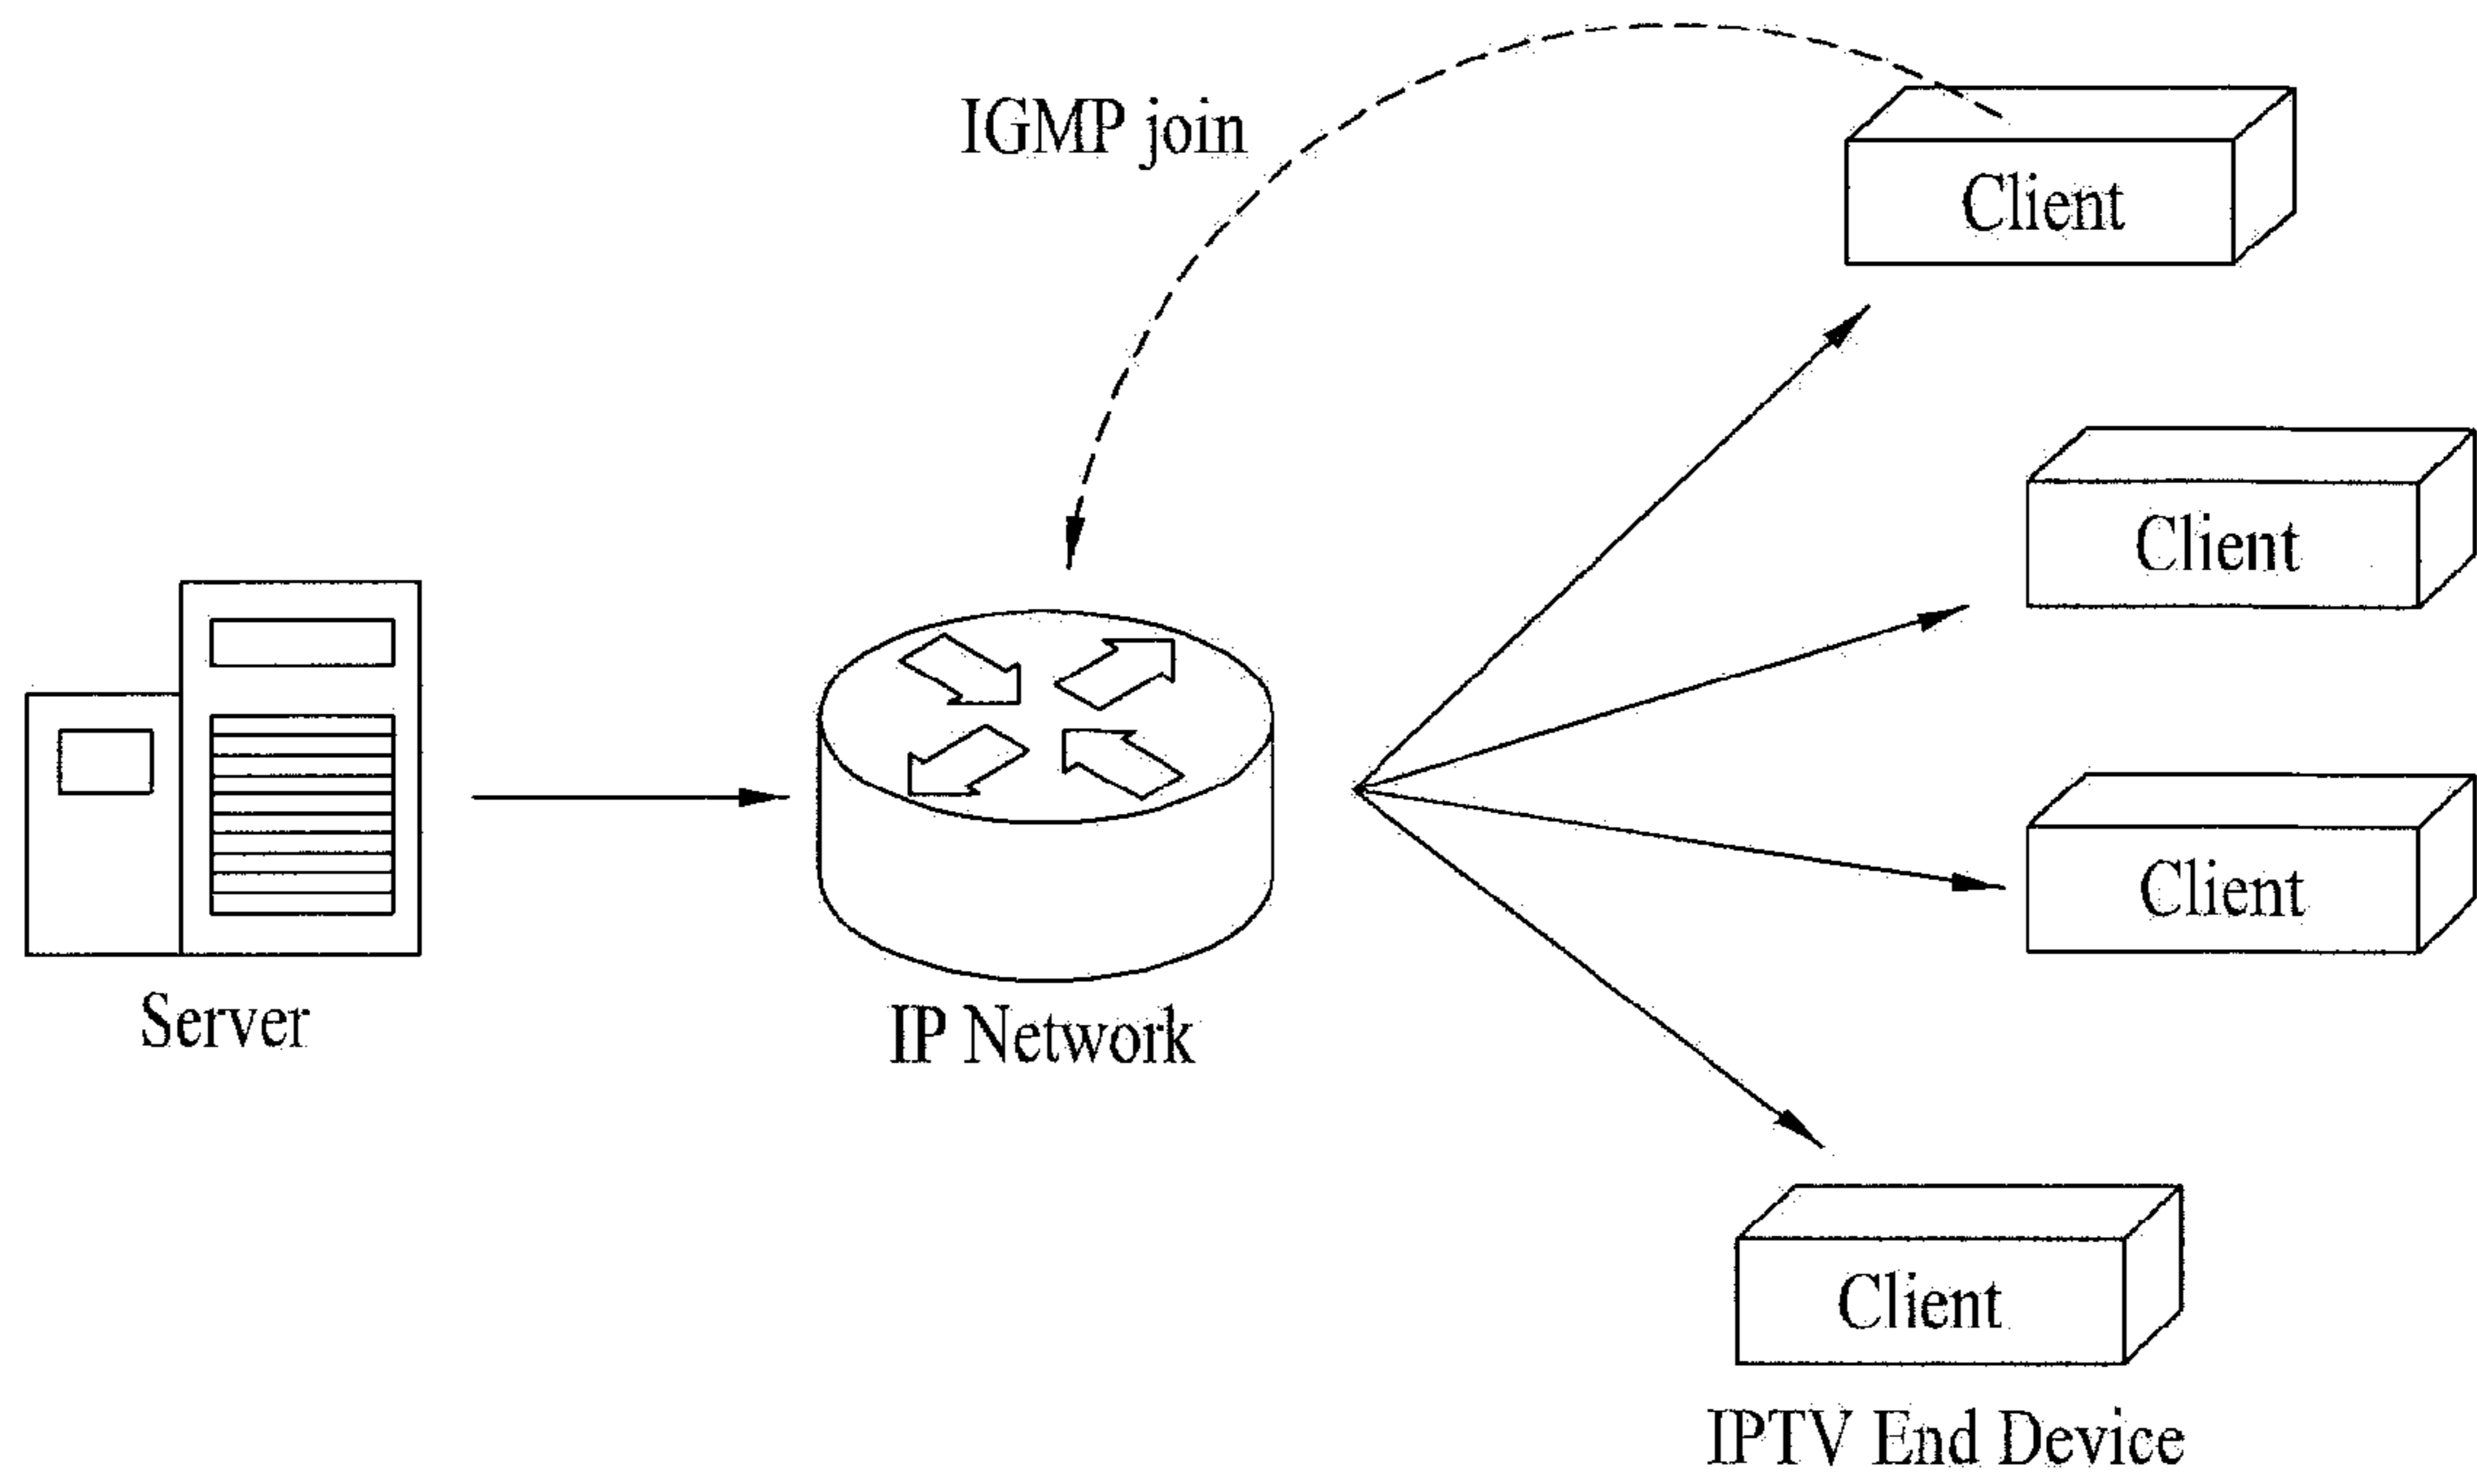 IGMP join
Client
Client
Client
Server
IP Network
Client
IPTV End Device